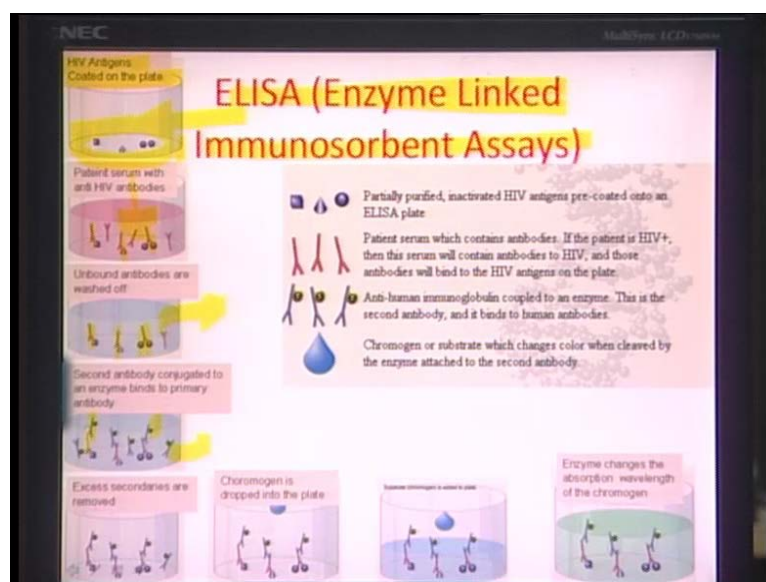 NEC
MultiSync LCD
HIV Antigens
Coated on the plate
ELISA (Enzyme Linked
Immunosorbent Assays)
Patient serum with
anti HIV antibodies
Unbound antibodies are
washed off
Second antibody conjugated to
an enzyme binds to primary
antibody
Excess secondaries are
removed
Partially purified, inactivated HIV antigens pre-coated onto an
ELISA plate
Patient serum which contains antibodies. If the patient is HIV+,
then this serum will contain antibodies to HIV, and those
antibodies will bind to the HIV antigens on the plate.
Anti-human immunoglobulin coupled to an enzyme. This is the
second antibody, and it binds to human antibodies.
Chromogen or substrate which changes color when cleaved by
the enzyme attached to the second antibody.
Choromogen is
dropped into the plate
Enzyme changes the
absorption wavelength
of the chromogen